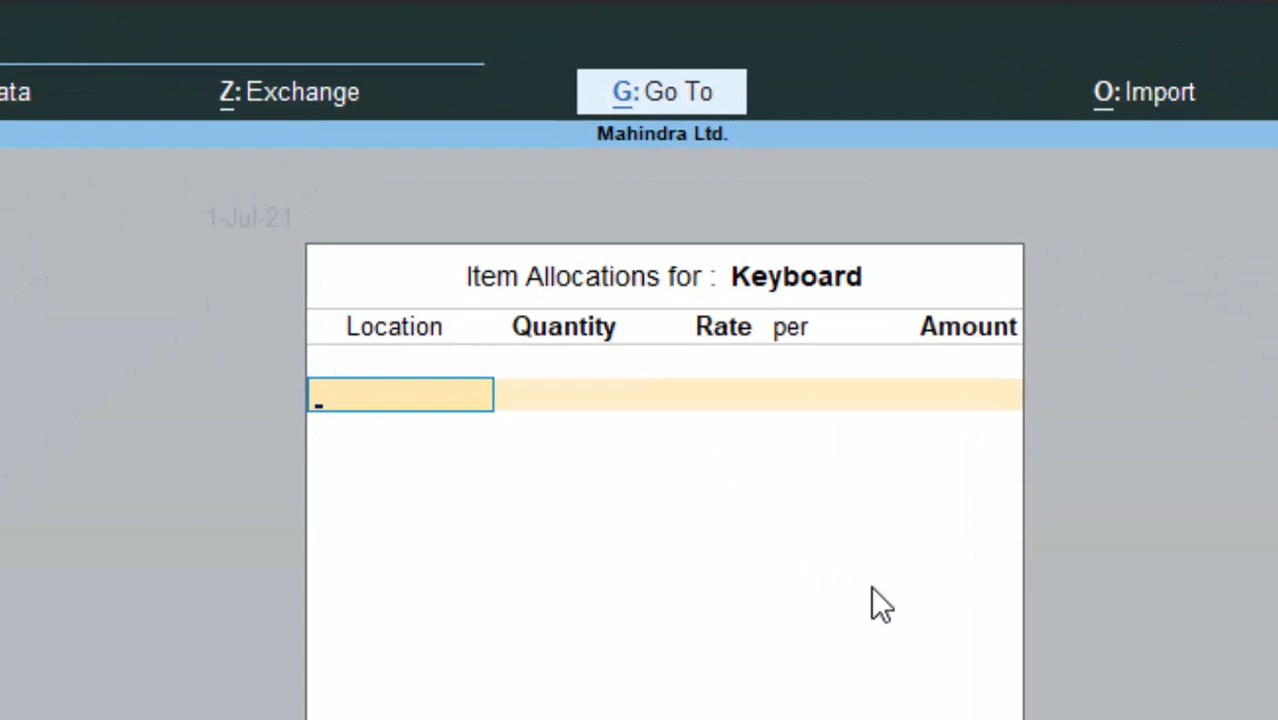 ata Z: Exchange G: Go To O: Import
Mahindra Ltd.
1-Jul-21
Item Allocations for : Keyboard
Location Quantity Rate per Amount